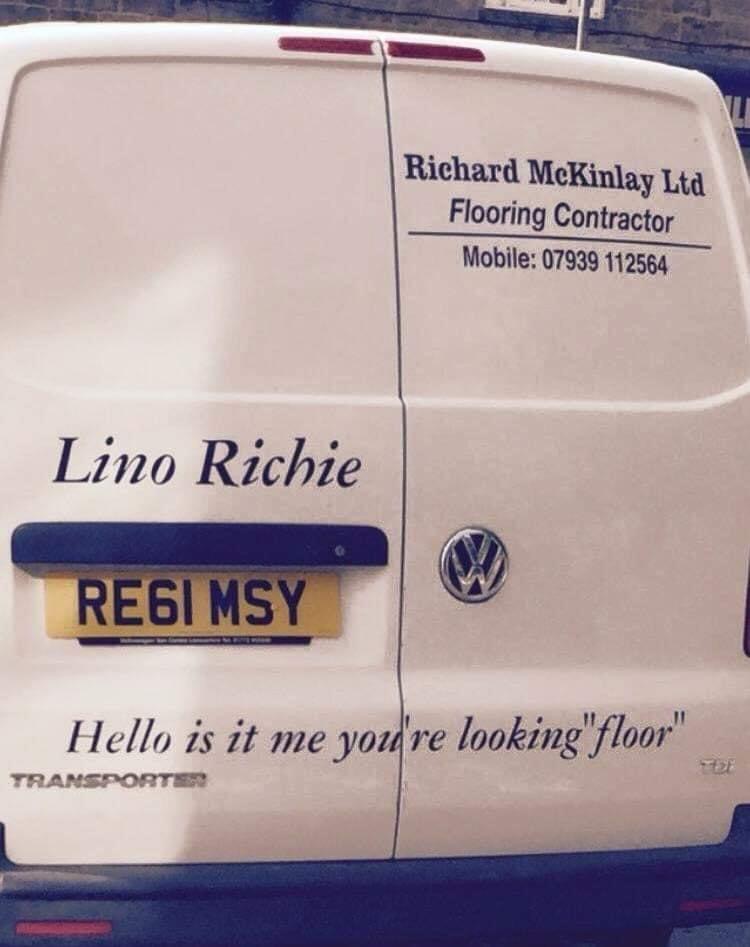 Richard McKinlay Ltd
Flooring Contractor
Mobile: 07939 112564
Lino Richie
RE61 MSY
Hello is it me you're looking"floor"
TRANSPORTER
TDI